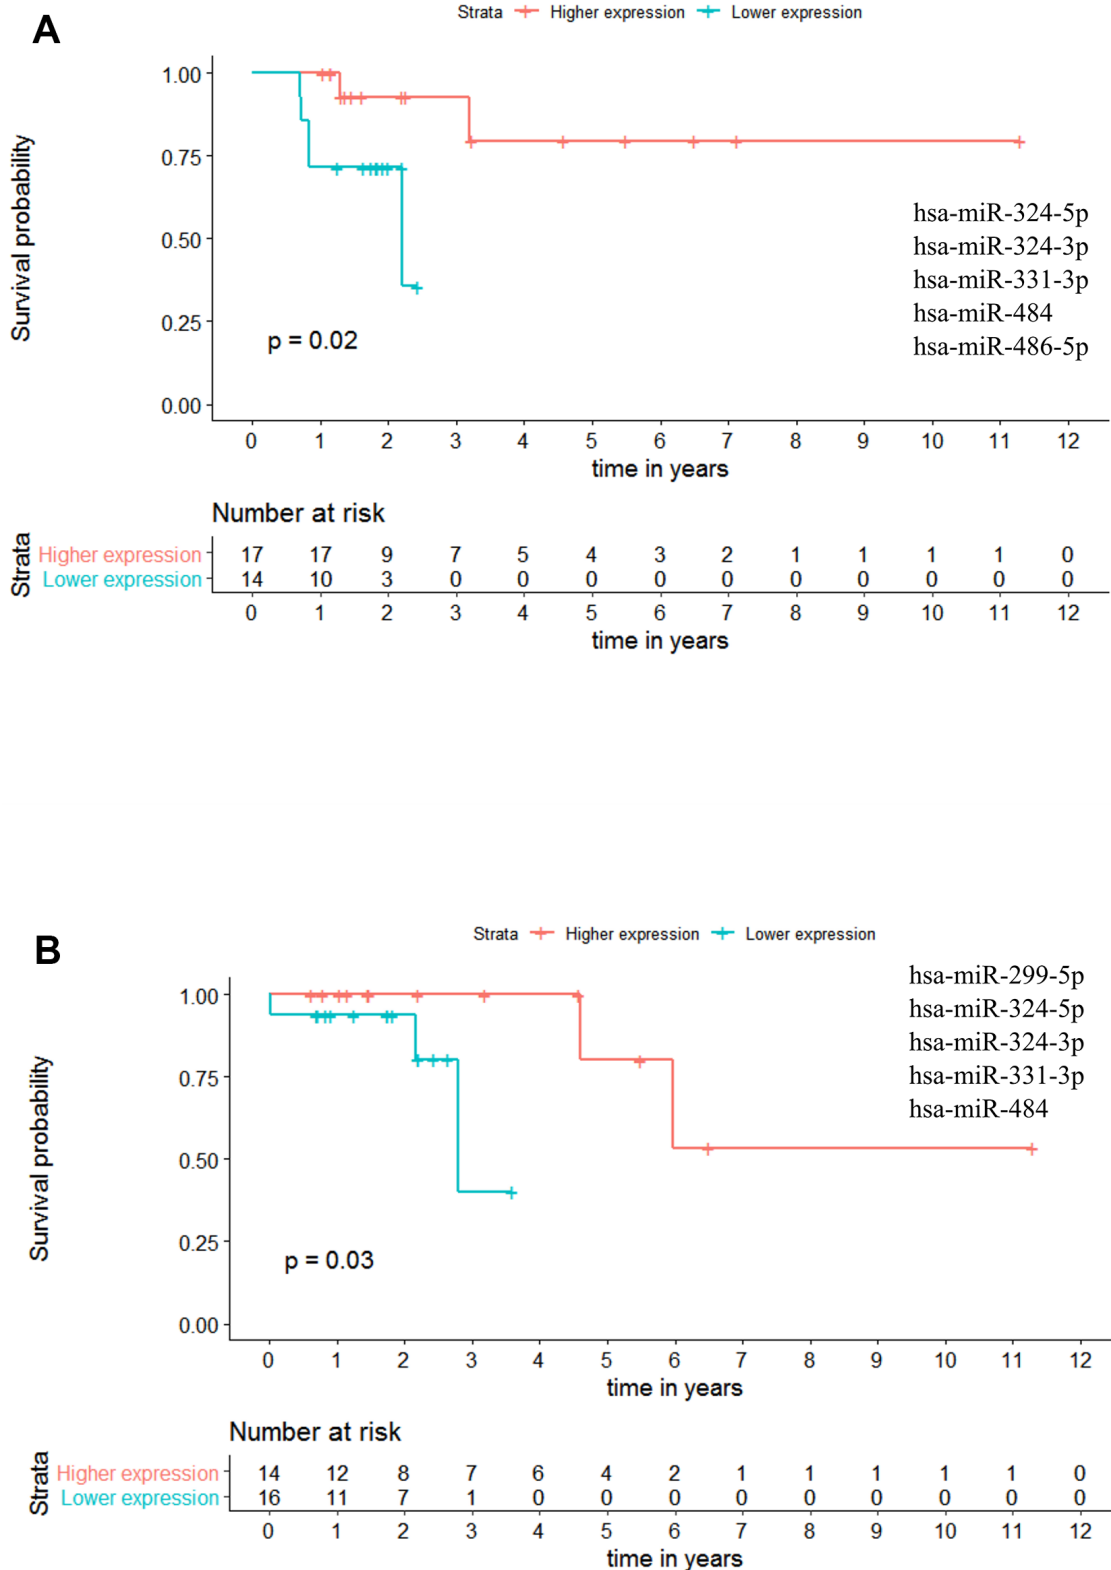 A
Strata Higher expression Lower expression
Survival probability
1.00
0.75
0.50
0.25
0.00
hsa-miR-324-5p
hsa-miR-324-3p
hsa-miR-331-3p
hsa-miR-484
hsa-miR-486-5p
p = 0.02
0 1 2 3 4 5 6 7 8 9 10 11 12
time in years
Number at risk
Strata
Higher expression 17 17 9 7 5 4 3 2 1 1 1 1 0
Lower expression 14 10 3 0 0 0 0 0 0 0 0 0 0
0 1 2 3 4 5 6 7 8 9 10 11 12
time in years
B
Strata Higher expression Lower expression
Survival probability
1.00
0.75
0.50
0.25
0.00
hsa-miR-299-5p
hsa-miR-324-5p
hsa-miR-324-3p
hsa-miR-331-3p
hsa-miR-484
p = 0.03
0 1 2 3 4 5 6 7 8 9 10 11 12
time in years
Number at risk
Strata
Higher expression 14 12 8 7 6 4 2 1 1 1 1 1 0
Lower expression 16 11 7 1 0 0 0 0 0 0 0 0 0
0 1 2 3 4 5 6 7 8 9 10 11 12
time in years